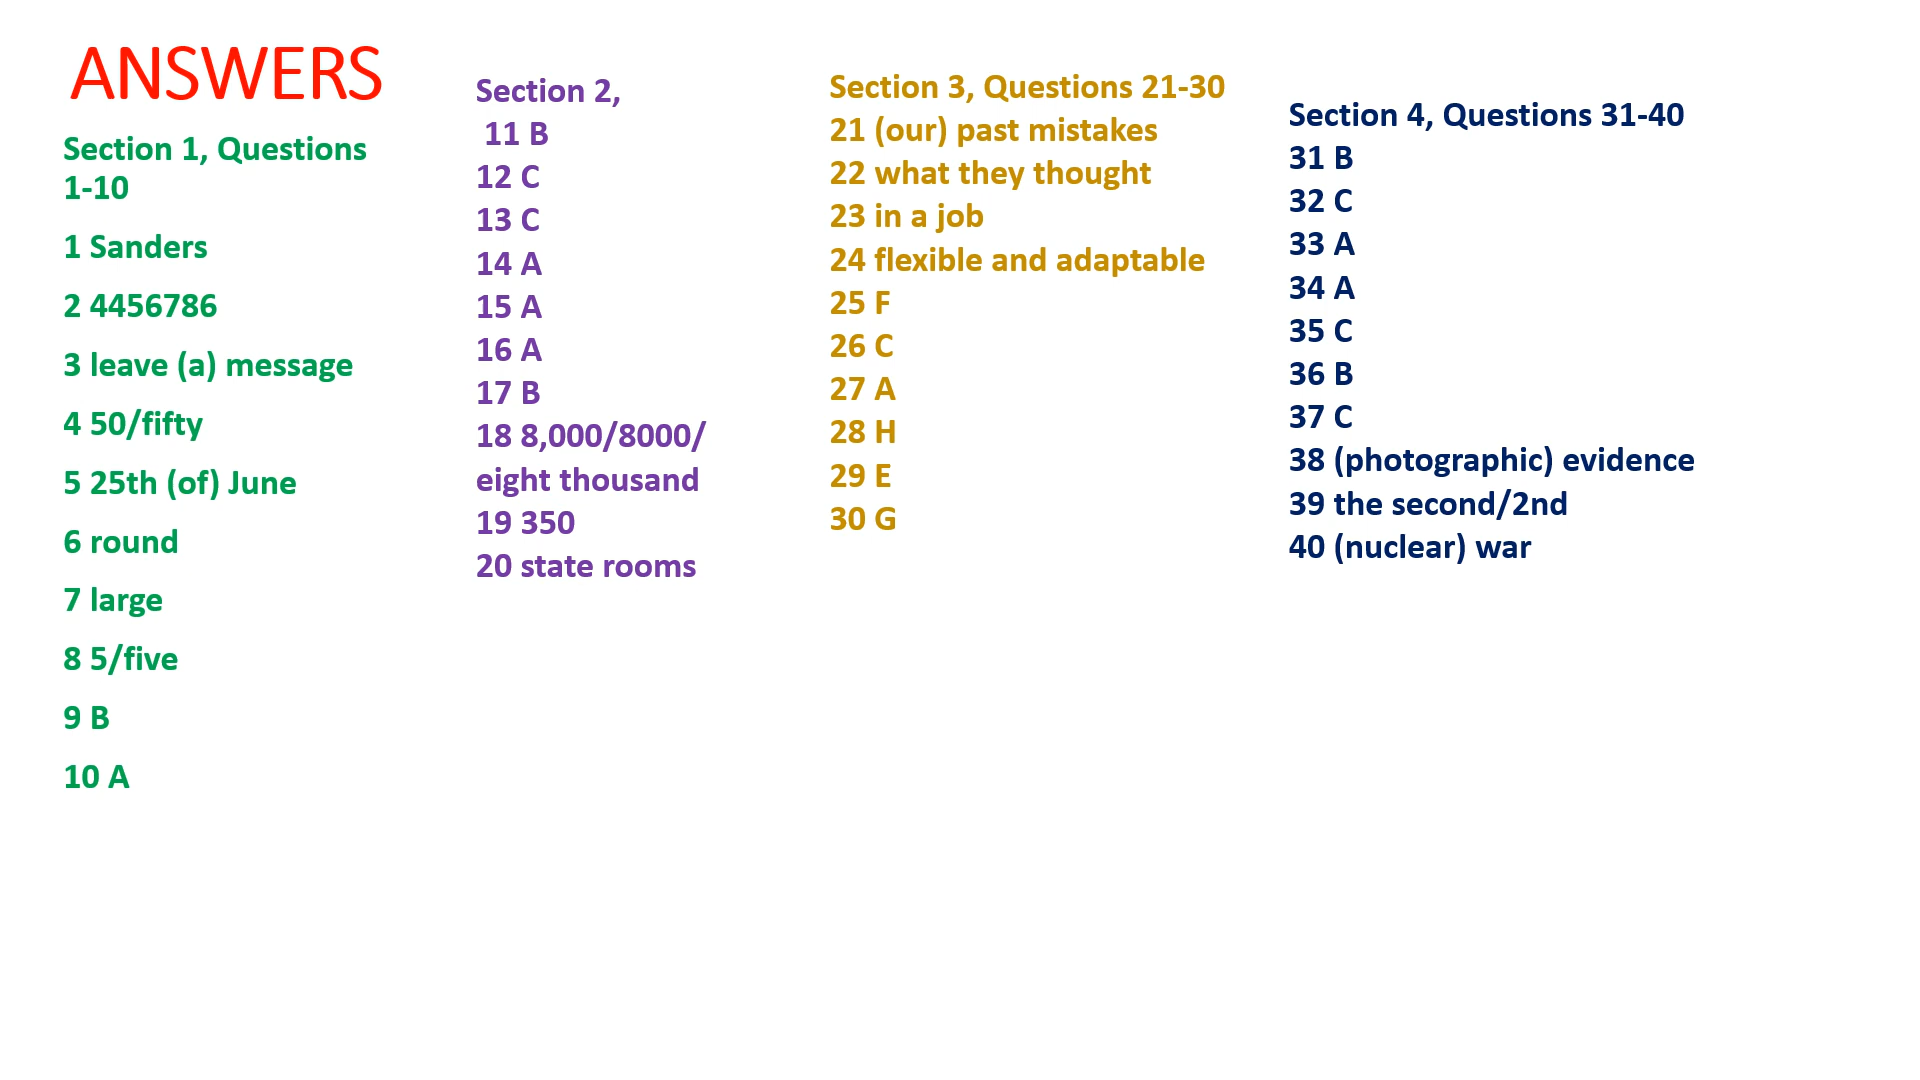 ANSWERS
Section 1, Questions
1-10
1 Sanders
2 4456786
3 leave (a) message
4 50/fifty
5 25th (of) June
6 round
7 large
8 5/five
9 B
10 A
Section 2,
11 B
12 C
13 C
14 A
15 A
16 A
17 B
18 8,000/8000/
eight thousand
19 350
20 state rooms
Section 3, Questions 21-30
21 (our) past mistakes
22 what they thought
23 in a job
24 flexible and adaptable
25 F
26 C
27 A
28 H
29 E
30 G
Section 4, Questions 31-40
31 B
32 C
33 A
34 A
35 C
36 B
37 C
38 (photographic) evidence
39 the second/2nd
40 (nuclear) war